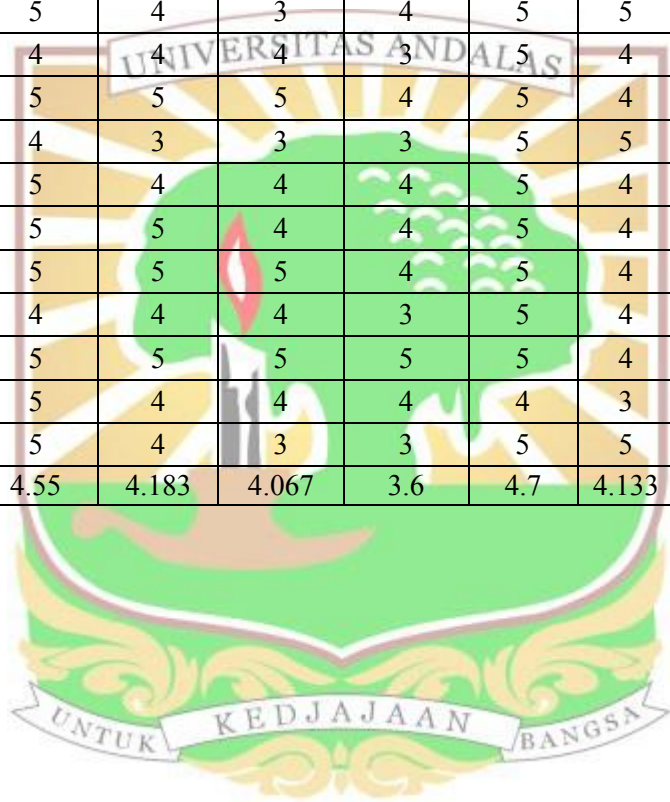 5 4 3 4 5 5
UNIVERSITAS ANDALAS
4 4 4 3 5 4
5 5 5 4 5 4
4 3 3 3 5 5
5 4 4 4 5 4
5 5 4 4 5 4
5 5 5 4 5 4
4 4 4 3 5 4
5 5 5 5 5 4
5 4 4 4 4 3
5 4 3 3 5 5
4.55 4.183 4.067 3.6 4.7 4.133
UNTUK KEDJAJAAN BANGSA